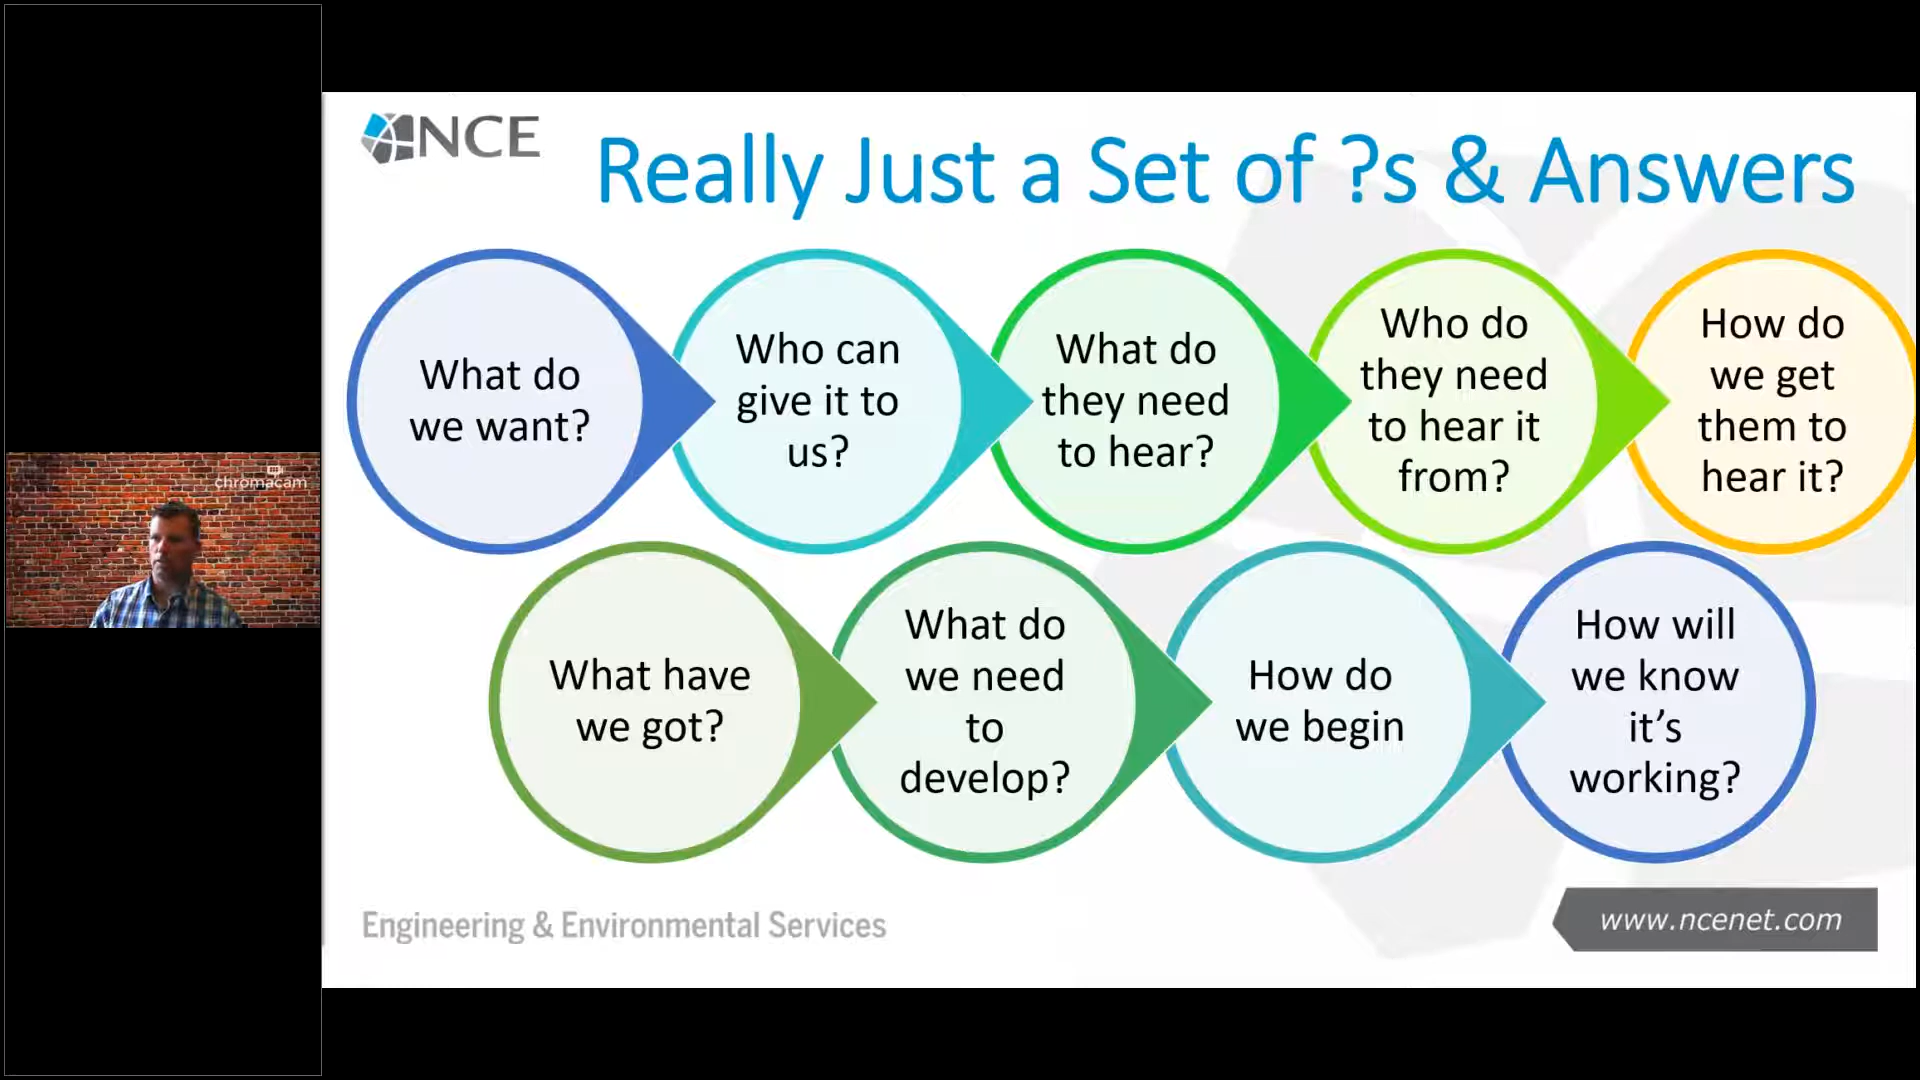 NCE
Really Just a Set of ?s & Answers
What do
we want?
Who can
give it to
us?
What do
they need
to hear?
Who do
they need
to hear it
from?
How do
we get
them to
hear it?
chromacam
What have
we got?
What do
we need
to
develop?
How do
we begin
How will
we know
it’s
working?
Engineering & Environmental Services
www.ncenet.com